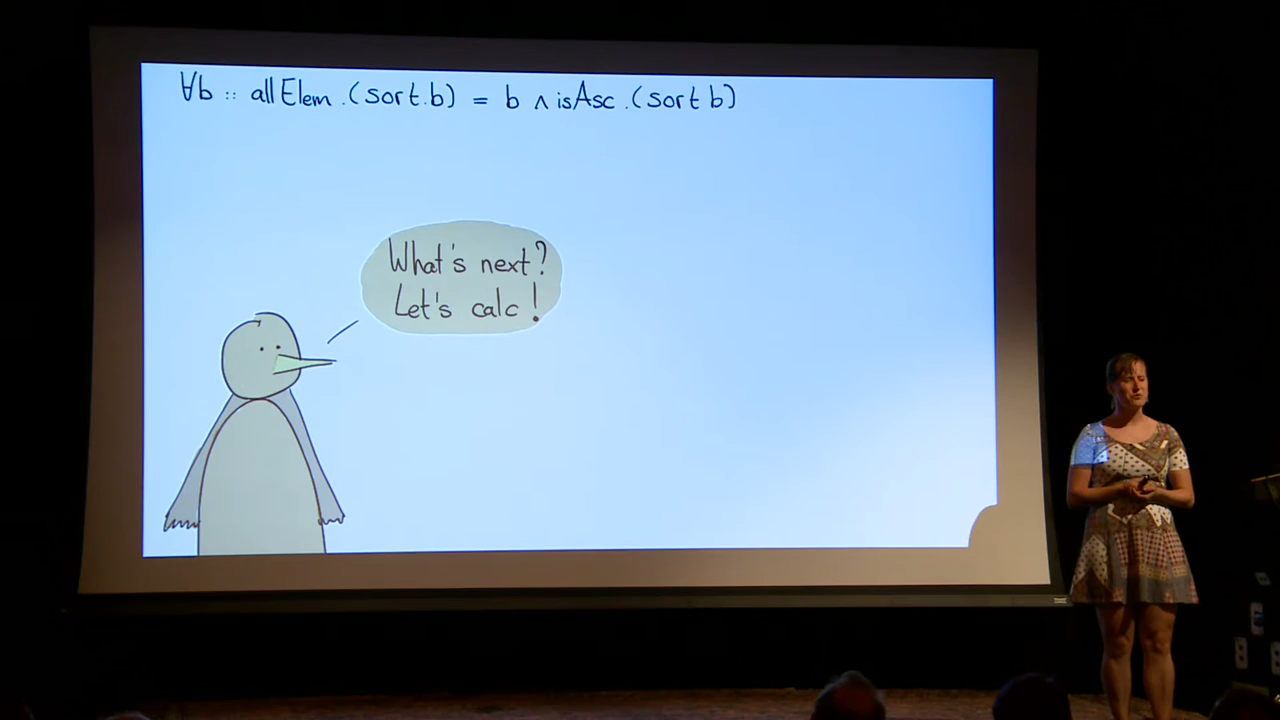 ∀b :: allElem .(sort.b) = b ∧ isAsc .(sort b)
What's next?
Let's calc!